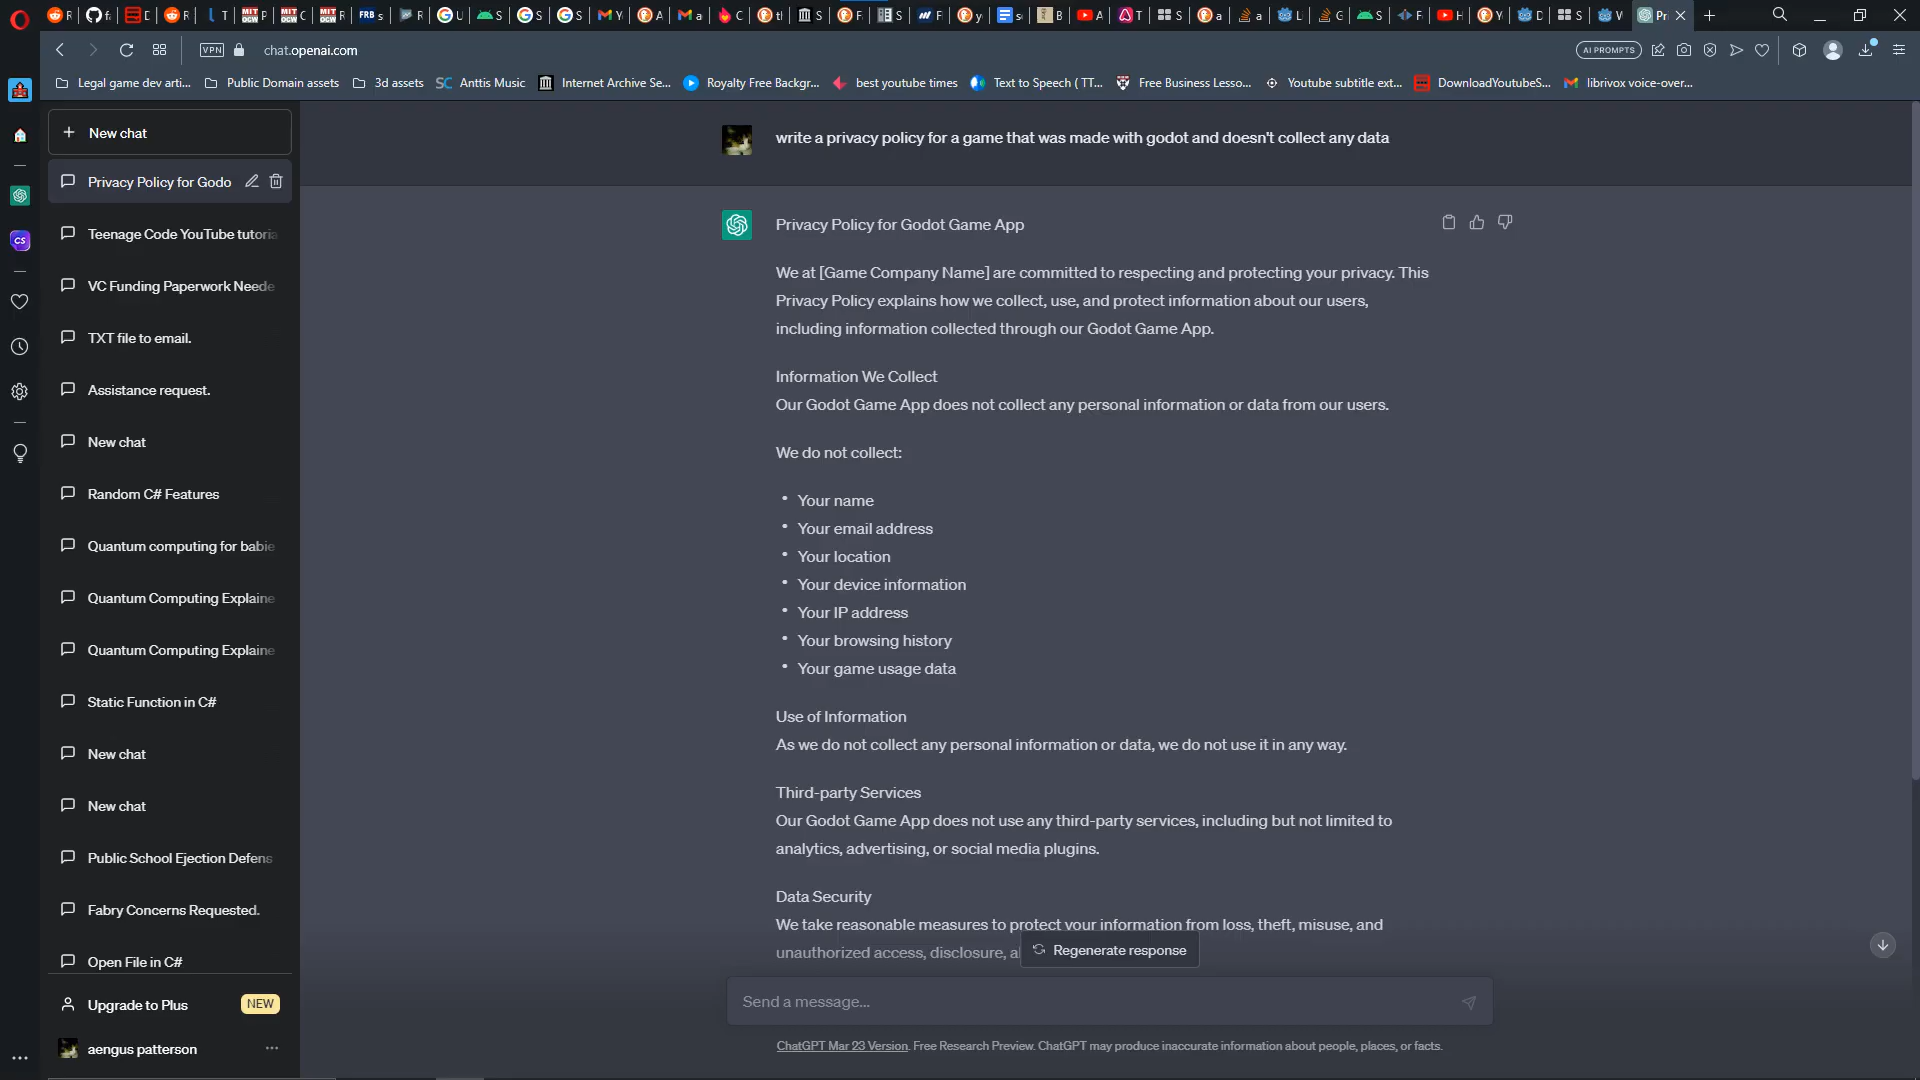 chat.openai.com
VPN
AI PROMPTS
Legal game dev arti...
Public Domain assets
3d assets
SC Anttis Music
Internet Archive Se...
Royalty Free Backgr...
best youtube times
Text to Speech ( TT...
Free Business Lesso...
Youtube subtitle ext...
DownloadYoutubeS...
librivox voice-over...
+ New chat
Privacy Policy for Godo
Teenage Code YouTube tutoria
VC Funding Paperwork Neede
TXT file to email.
Assistance request.
New chat
Random C# Features
Quantum computing for babie
Quantum Computing Explaine
Quantum Computing Explaine
Static Function in C#
New chat
New chat
Public School Ejection Defens
Fabry Concerns Requested.
Open File in C#
Upgrade to Plus
NEW
aengus patterson
write a privacy policy for a game that was made with godot and doesn't collect any data
Privacy Policy for Godot Game App
We at [Game Company Name] are committed to respecting and protecting your privacy. This
Privacy Policy explains how we collect, use, and protect information about our users,
including information collected through our Godot Game App.
Information We Collect
Our Godot Game App does not collect any personal information or data from our users.
We do not collect:
• Your name
• Your email address
• Your location
• Your device information
• Your IP address
• Your browsing history
• Your game usage data
Use of Information
As we do not collect any personal information or data, we do not use it in any way.
Third-party Services
Our Godot Game App does not use any third-party services, including but not limited to
analytics, advertising, or social media plugins.
Data Security
We take reasonable measures to protect your information from loss, theft, misuse, and
unauthorized access, disclosure, a
Regenerate response
Send a message...
ChatGPT Mar 23 Version. Free Research Preview. ChatGPT may produce inaccurate information about people, places, or facts.